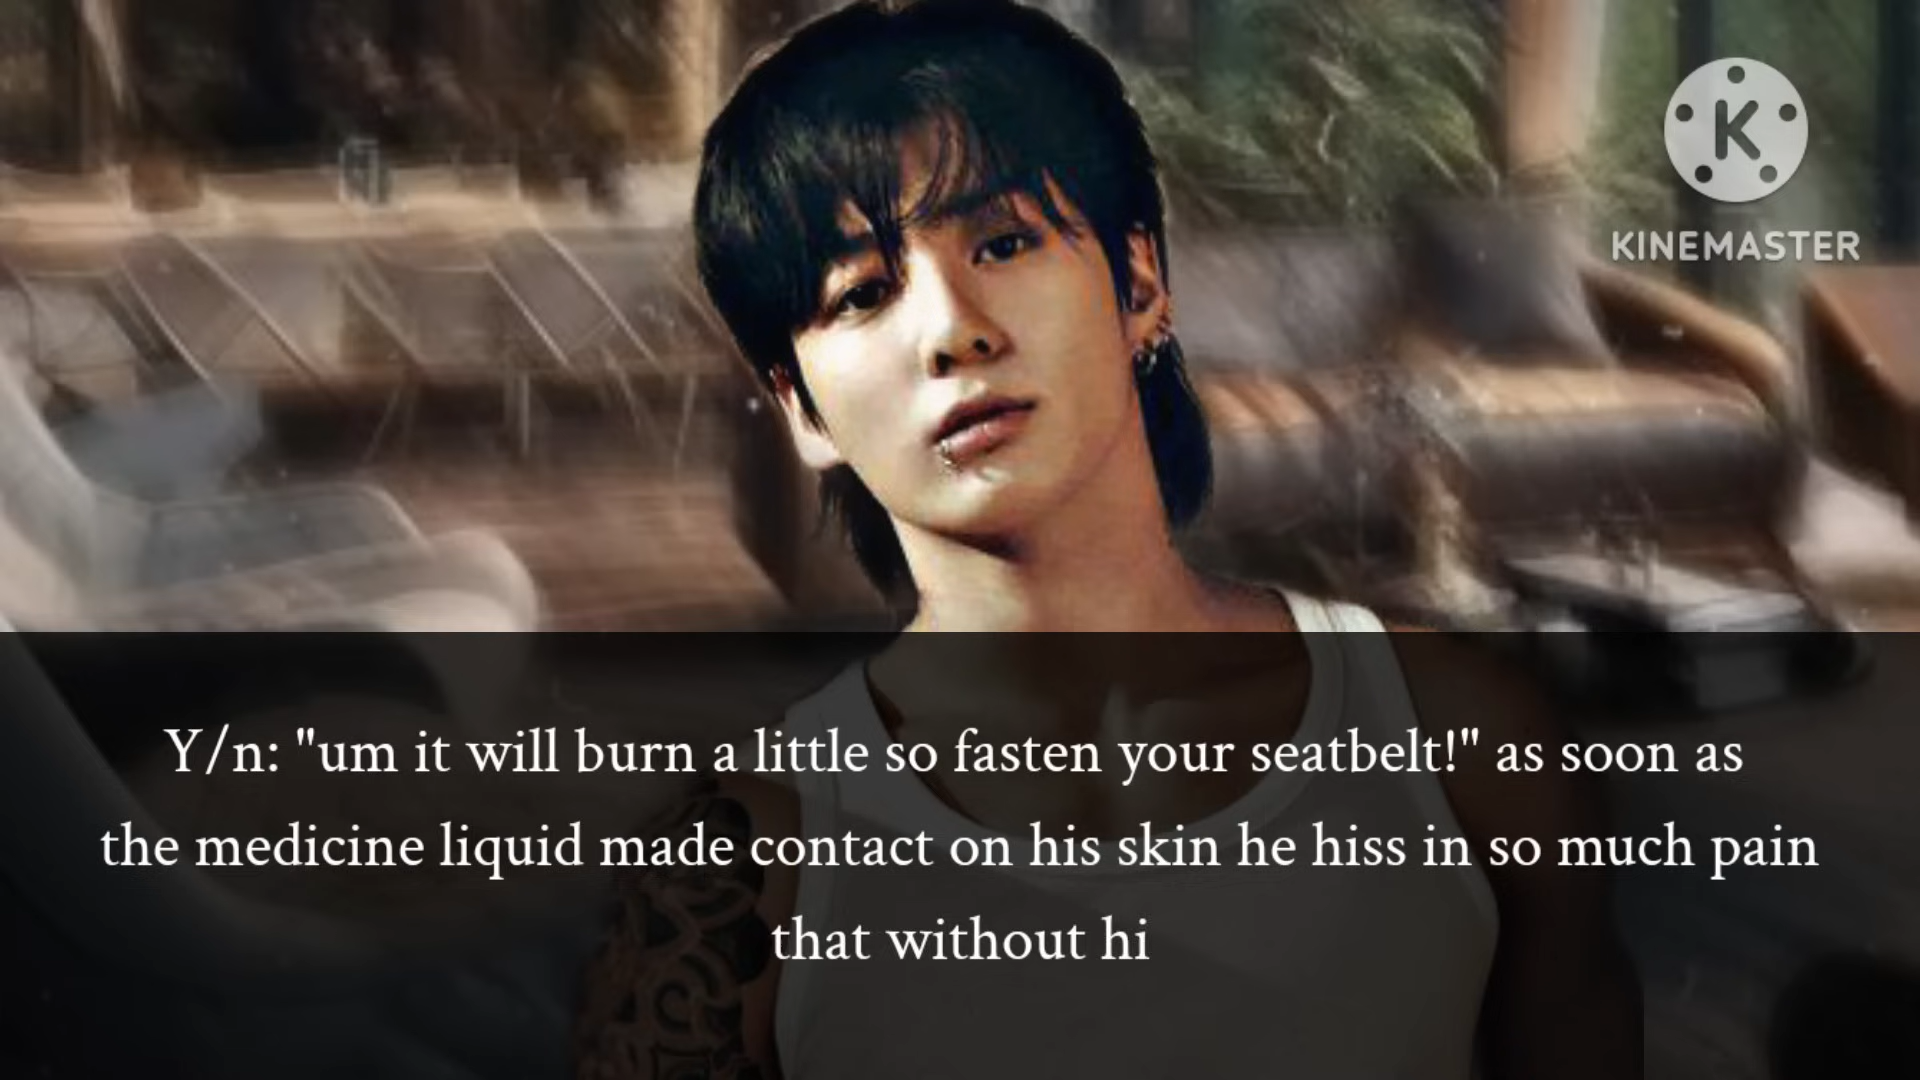 K
KINEMASTER
Y/n: "um it will burn a little so fasten your seatbelt!" as soon as
the medicine liquid made contact on his skin he hiss in so much pain
that without hi